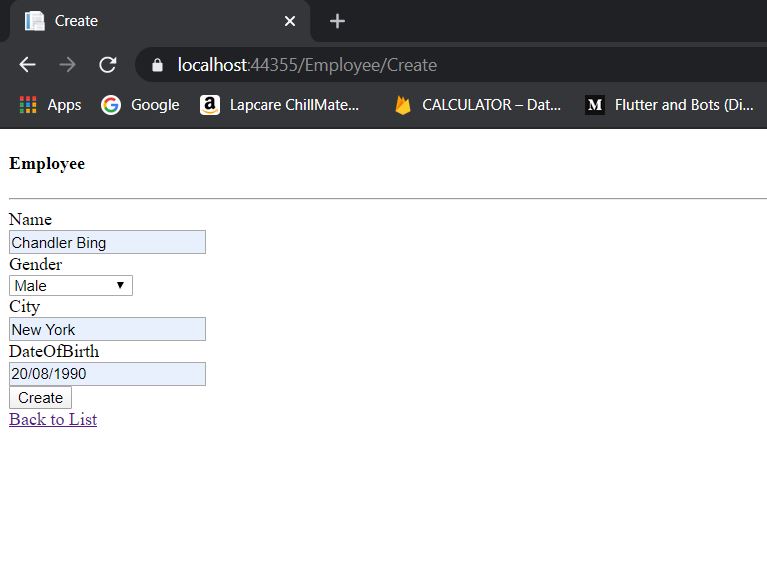 Create
localhost:44355/Employee/Create
Apps Google Lapcare ChillMate... CALCULATOR – Dat... M Flutter and Bots (Di...
Employee
Name
Chandler Bing
Gender
Male
City
New York
DateOfBirth
20/08/1990
Create
Back to List